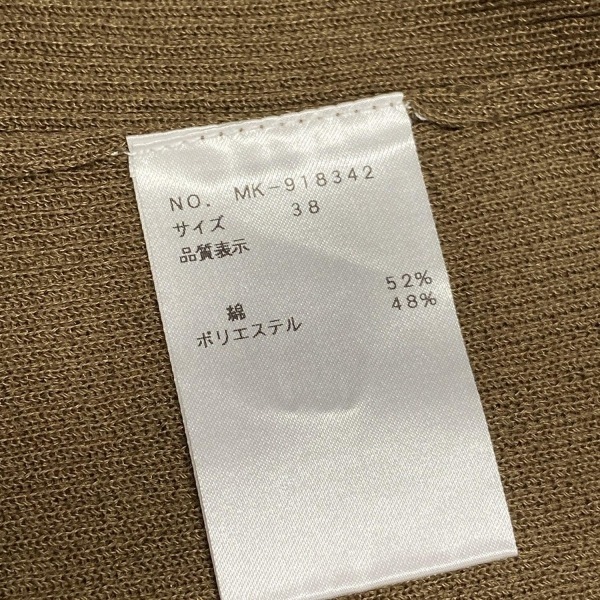 NO. MK-918342
サイズ 38
品質表示
綿 52%
ポリエステル 48%